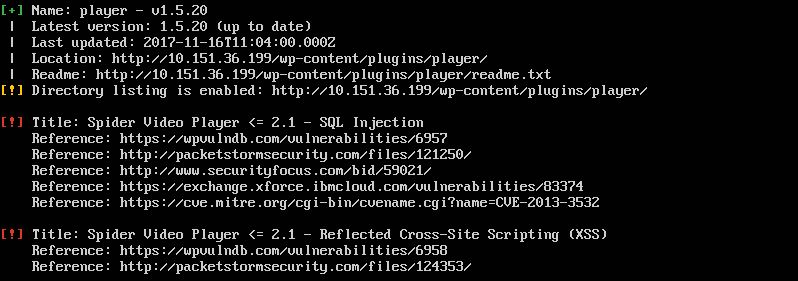 [+] Name: player - v1.5.20
| Latest version: 1.5.20 (up to date)
| Last updated: 2017-11-16T11:04:00.000Z
| Location: http://10.151.36.199/wp-content/plugins/player/
| Readme: http://10.151.36.199/wp-content/plugins/player/readme.txt
[!] Directory listing is enabled: http://10.151.36.199/wp-content/plugins/player/
[!] Title: Spider Video Player <= 2.1 - SQL Injection
Reference: https://wpvulndb.com/vulnerabilities/6957
Reference: http://packetstormsecurity.com/files/121250/
Reference: http://www.securityfocus.com/bid/59021/
Reference: https://exchange.xforce.ibmcloud.com/vulnerabilities/83374
Reference: https://cve.mitre.org/cgi-bin/cvename.cgi?name=CVE-2013-3532
[!] Title: Spider Video Player <= 2.1 - Reflected Cross-Site Scripting (XSS)
Reference: https://wpvulndb.com/vulnerabilities/6958
Reference: http://packetstormsecurity.com/files/124353/